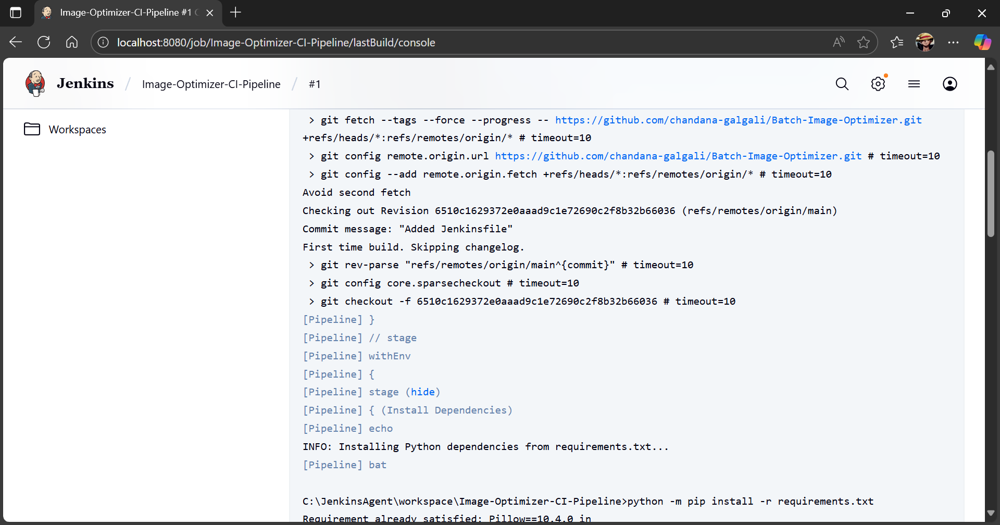 Image-Optimizer-CI-Pipeline #1
localhost:8080/job/Image-Optimizer-CI-Pipeline/lastBuild/console
Jenkins / Image-Optimizer-CI-Pipeline / #1
Workspaces
> git fetch --tags --force --progress -- https://github.com/chandana-galgali/Batch-Image-Optimizer.git
+refs/heads/*:refs/remotes/origin/* # timeout=10
> git config remote.origin.url https://github.com/chandana-galgali/Batch-Image-Optimizer.git # timeout=10
> git config --add remote.origin.fetch +refs/heads/*:refs/remotes/origin/* # timeout=10
Avoid second fetch
Checking out Revision 6510c1629372e0aaad9c1e72690c2f8b32b66036 (refs/remotes/origin/main)
Commit message: "Added Jenkinsfile"
First time build. Skipping changelog.
> git rev-parse "refs/remotes/origin/main^{commit}" # timeout=10
> git config core.sparsecheckout # timeout=10
> git checkout -f 6510c1629372e0aaad9c1e72690c2f8b32b66036 # timeout=10
[Pipeline] }
[Pipeline] // stage
[Pipeline] withEnv
[Pipeline] {
[Pipeline] stage (hide)
[Pipeline] { (Install Dependencies)
[Pipeline] echo
INFO: Installing Python dependencies from requirements.txt...
[Pipeline] bat
C:\JenkinsAgent\workspace\Image-Optimizer-CI-Pipeline>python -m pip install -r requirements.txt
Requirement already satisfied: Pillow==10.4.0 in